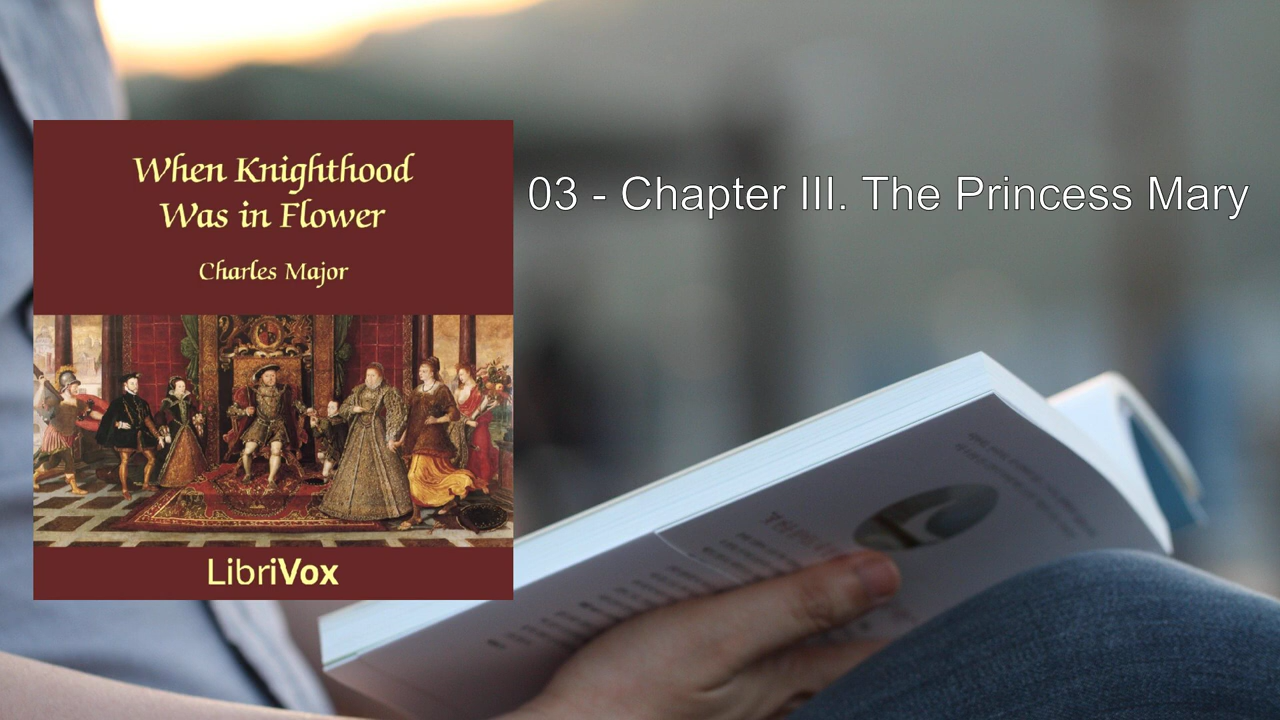 When Knighthood
Was in Flower
Charles Major
LibriVox
03 - Chapter III. The Princess Mary